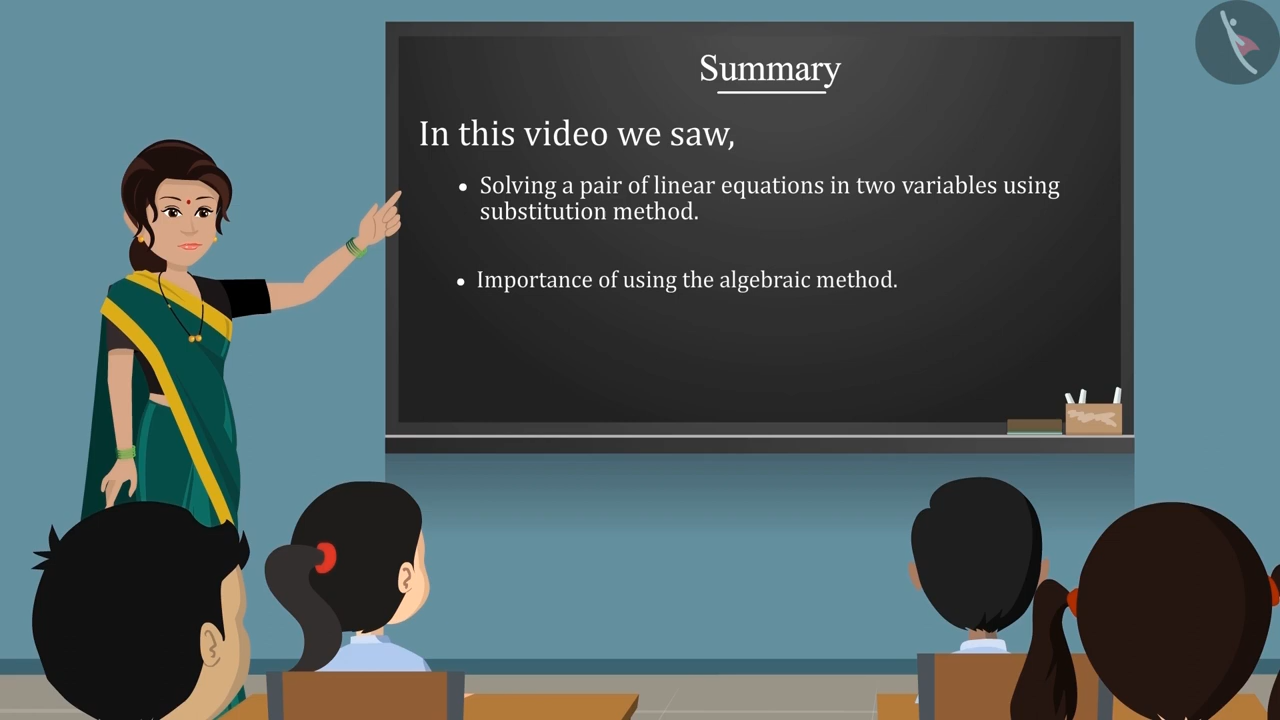 Summary
In this video we saw,
• Solving a pair of linear equations in two variables using
substitution method.
• Importance of using the algebraic method.